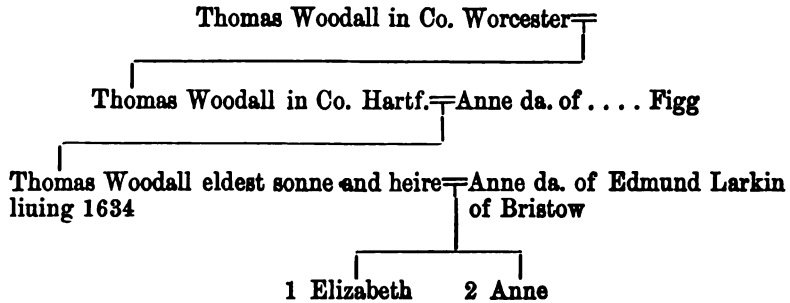 Thomas Woodall in Co. Worcester
Thomas Woodall in Co. Hartf. Anne da. of .... Figg
Thomas Woodall eldest sonne and heire Anne da. of Edmund Larkin
liuing 1634 of Bristow
1 Elizabeth 2 Anne